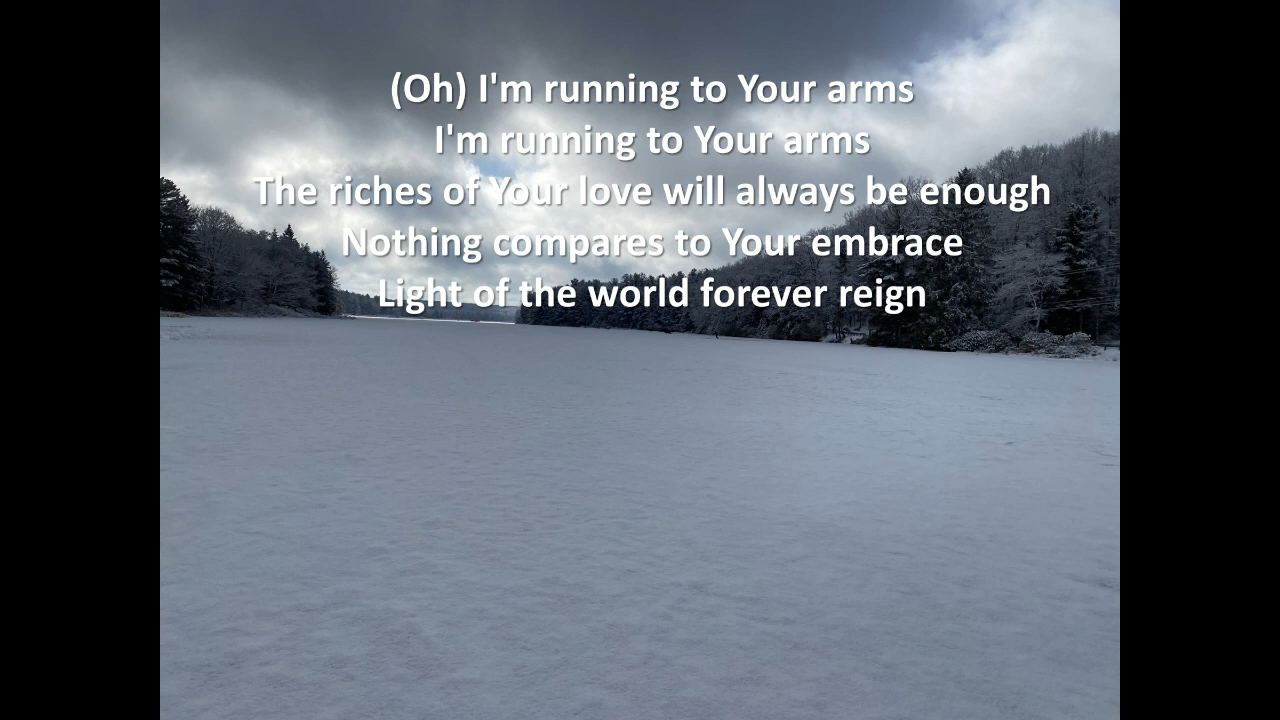 (Oh) I'm running to Your arms
I'm running to Your arms
The riches of Your love will always be enough
Nothing compares to Your embrace
Light of the world forever reign